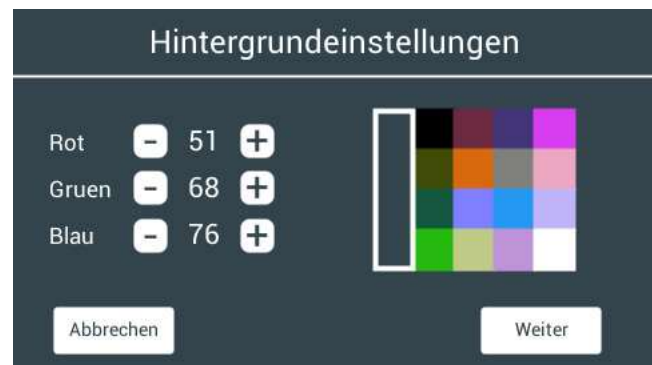 Hintergrundeinstellungen
Rot - 51 +
Gruen - 68 +
Blau - 76 +
Abbrechen
Weiter